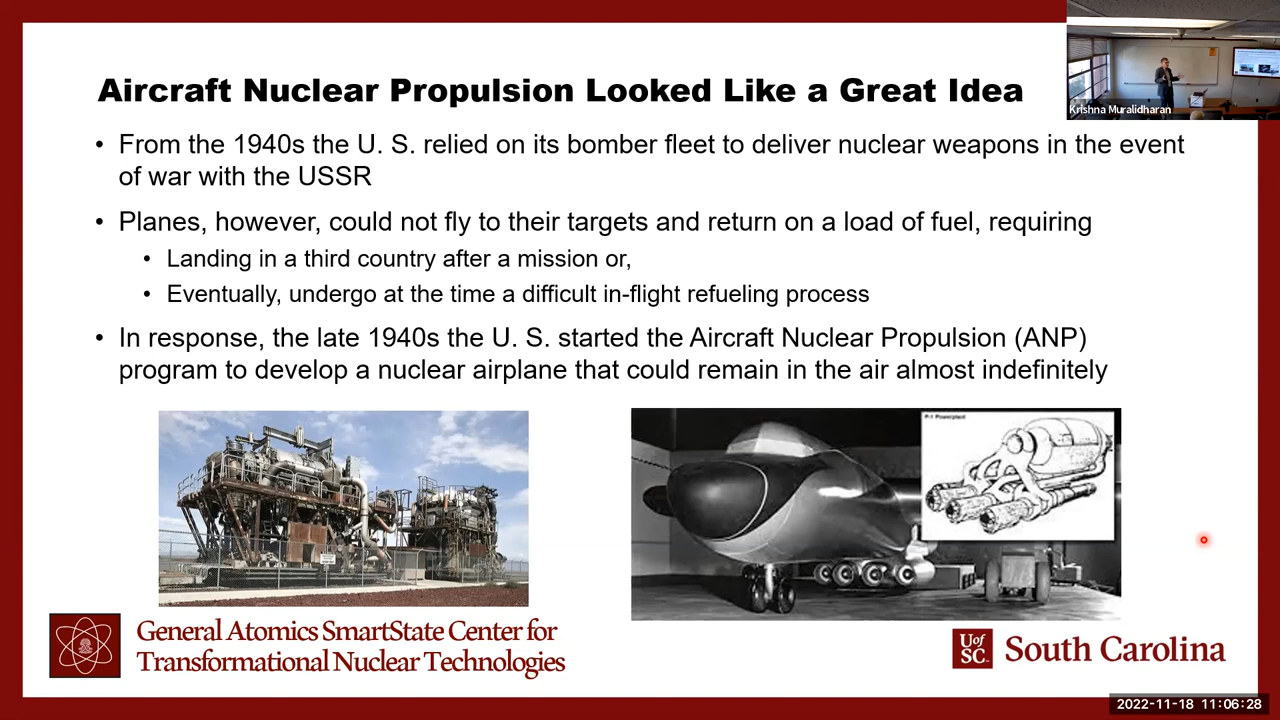 Aircraft Nuclear Propulsion Looked Like a Great Idea
Krishna Muralidharan
• From the 1940s the U. S. relied on its bomber fleet to deliver nuclear weapons in the event
of war with the USSR
• Planes, however, could not fly to their targets and return on a load of fuel, requiring
• Landing in a third country after a mission or,
• Eventually, undergo at the time a difficult in-flight refueling process
• In response, the late 1940s the U. S. started the Aircraft Nuclear Propulsion (ANP)
program to develop a nuclear airplane that could remain in the air almost indefinitely
P-1 Powerplant
General Atomics SmartState Center for
Transformational Nuclear Technologies
UofSC
South Carolina
2022-11-18 11:06:28